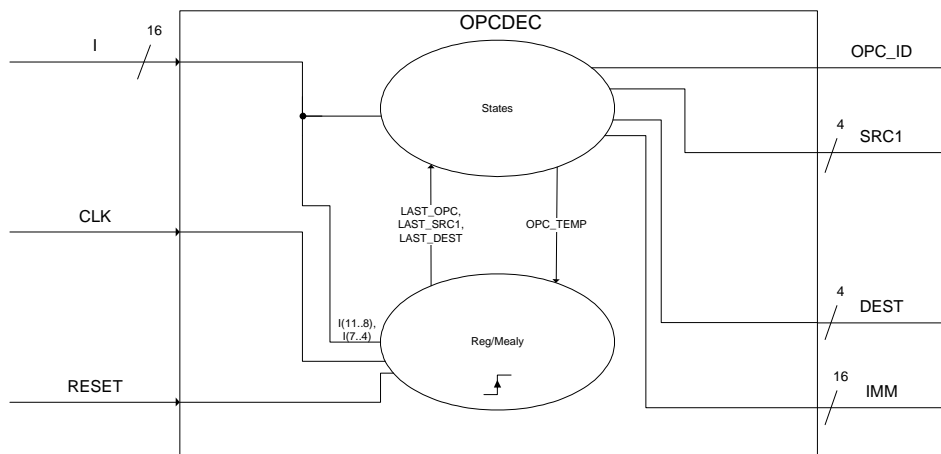 OPCDEC
I
16
OPC_ID
States
4
SRC1
CLK
LAST_OPC,
LAST_SRC1,
LAST_DEST
OPC_TEMP
4
DEST
I(11..8),
I(7..4)
Reg/Mealy
RESET
16
IMM